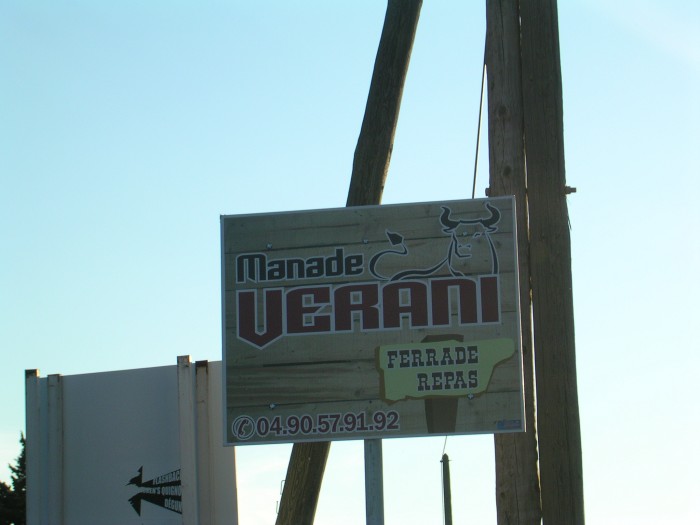 Manade
VERANI
FERRADE
REPAS
04.90.57.91.92